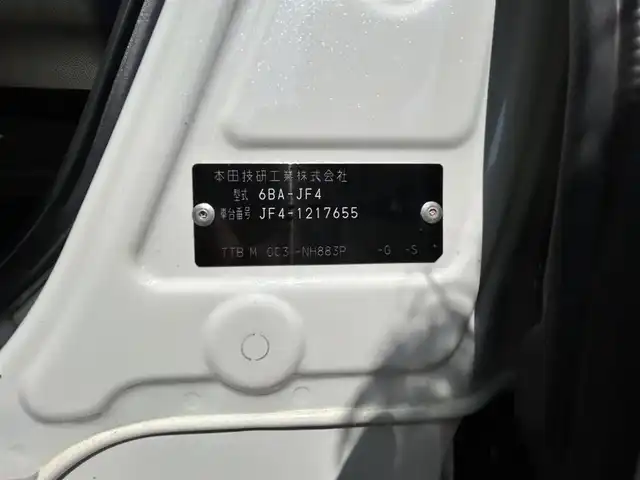 本田技研工業株式会社
型式 6BA-JF4
車台番号 JF4-1217655
TTB M 0C3 -NH883P -G -S